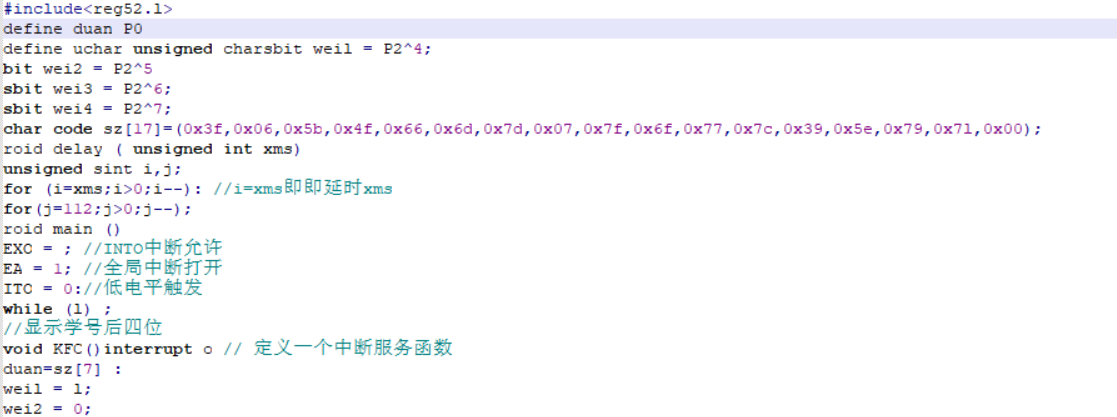 #include<reg52.l>
define duan P0
define uchar unsigned charsbit weil = P2^4;
bit wei2 = P2^5
sbit wei3 = P2^6;
sbit wei4 = P2^7;
char code sz[17]=(0x3f,0x06,0x5b,0x4f,0x66,0x6d,0x7d,0x07,0x7f,0x6f,0x77,0x7c,0x39,0x5e,0x79,0x71,0x00);
roid delay ( unsigned int xms)
unsigned sint i,j;
for (i=xms;i>0;i--): //i=xms即即延时xms
for(j=112;j>0;j--);
roid main ()
EXC = ; //INTO中断允许
EA = 1; //全局中断打开
ITC = 0://低电平触发
while (l) ;
//显示学号后四位
void KFC()interrupt o // 定义一个中断服务函数
duan=sz[7] :
weil = l;
wei2 = 0;